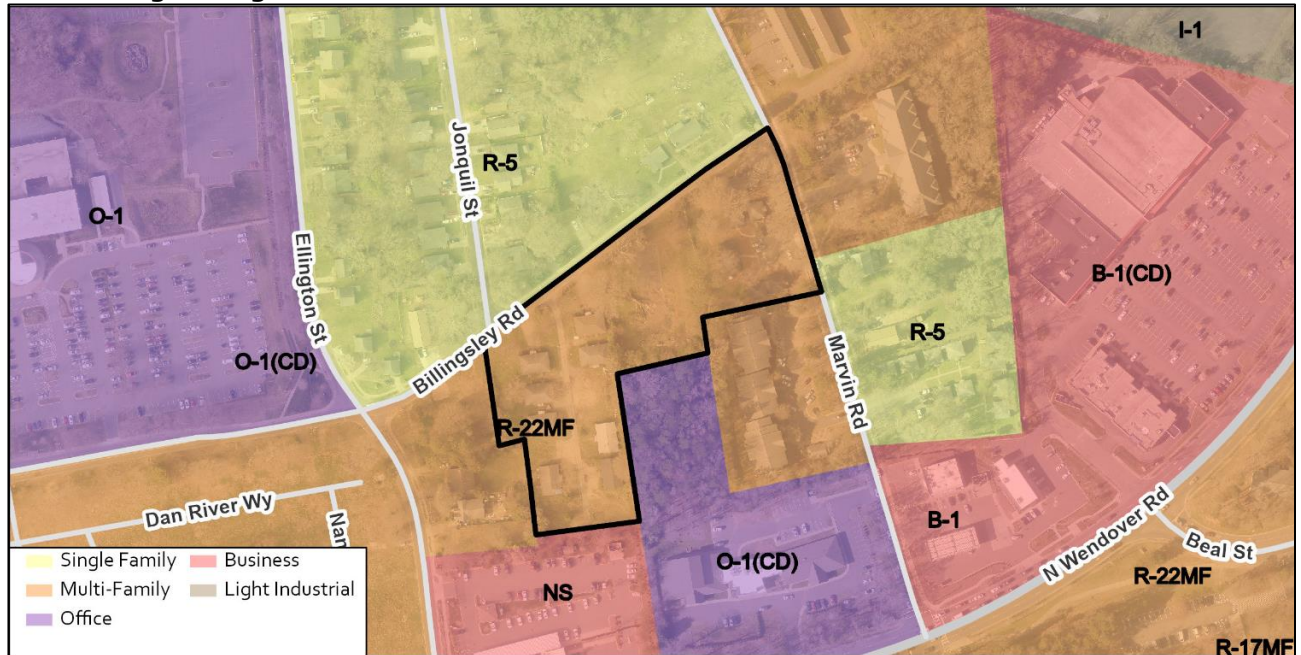 I-1
Jonquil St
R-5
O-1
Ellington St
B-1(CD)
Billingsley Rd
R-5
O-1(CD)
Marvin Rd
R-22MF
Dan River Wy
B-1
N Wendover Rd
Beal St
O-1(CD)
NS
R-22MF
R-17MF
Single Family
Multi-Family
Office
Business
Light Industrial